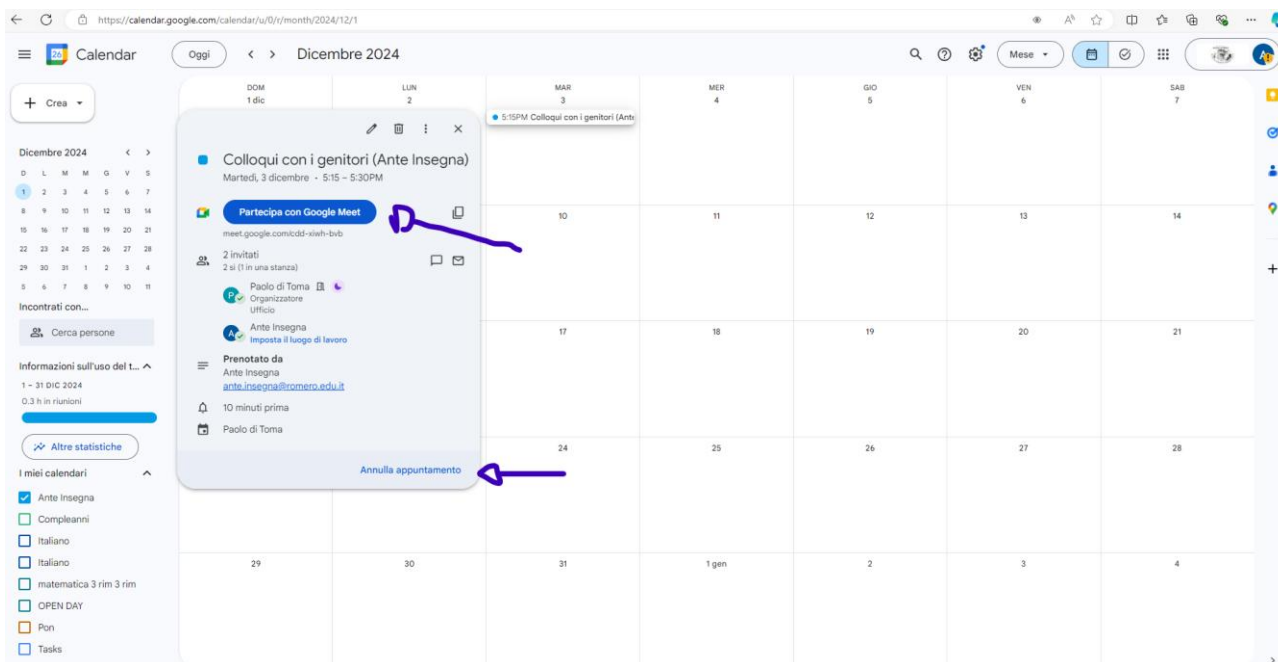 https://calendar.google.com/calendar/u/0/r/month/2024/12/1
26 Calendar
Oggi
Dicembre 2024
Mese
Crea
Dicembre 2024
D L M M G V S
1 2 3 4 5 6 7
8 9 10 11 12 13 14
15 16 17 18 19 20 21
22 23 24 25 26 27 28
29 30 31 1 2 3 4
5 6 7 8 9 10 11
Incontrati con...
Cerca persone
Informazioni sull'uso del t...
1 – 31 DIC 2024
0.3 h in riunioni
Altre statistiche
I miei calendari
Ante Insegna
Compleanni
Italiano
Italiano
matematica 3 rim 3 rim
OPEN DAY
Pon
Tasks
DOM LUN MAR MER GIO VEN SAB
1 dic 2 3 4 5 6 7
5:15PM Colloqui con i genitori (Ante
Colloqui con i genitori (Ante Insegna)
Martedì, 3 dicembre • 5:15 – 5:30PM
Partecipa con Google Meet
meet.google.com/cdd-xiwh-bvb
2 invitati
2 sì (1 in una stanza)
P Paolo di Toma
Organizzatore
Ufficio
A Ante Insegna
Imposta il luogo di lavoro
Prenotato da
Ante Insegna
ante.insegna@romero.edu.it
10 minuti prima
Paolo di Toma
Annulla appuntamento
10 11 12 13 14
17 18 19 20 21
24 25 26 27 28
29 30 31 1 gen 2 3 4